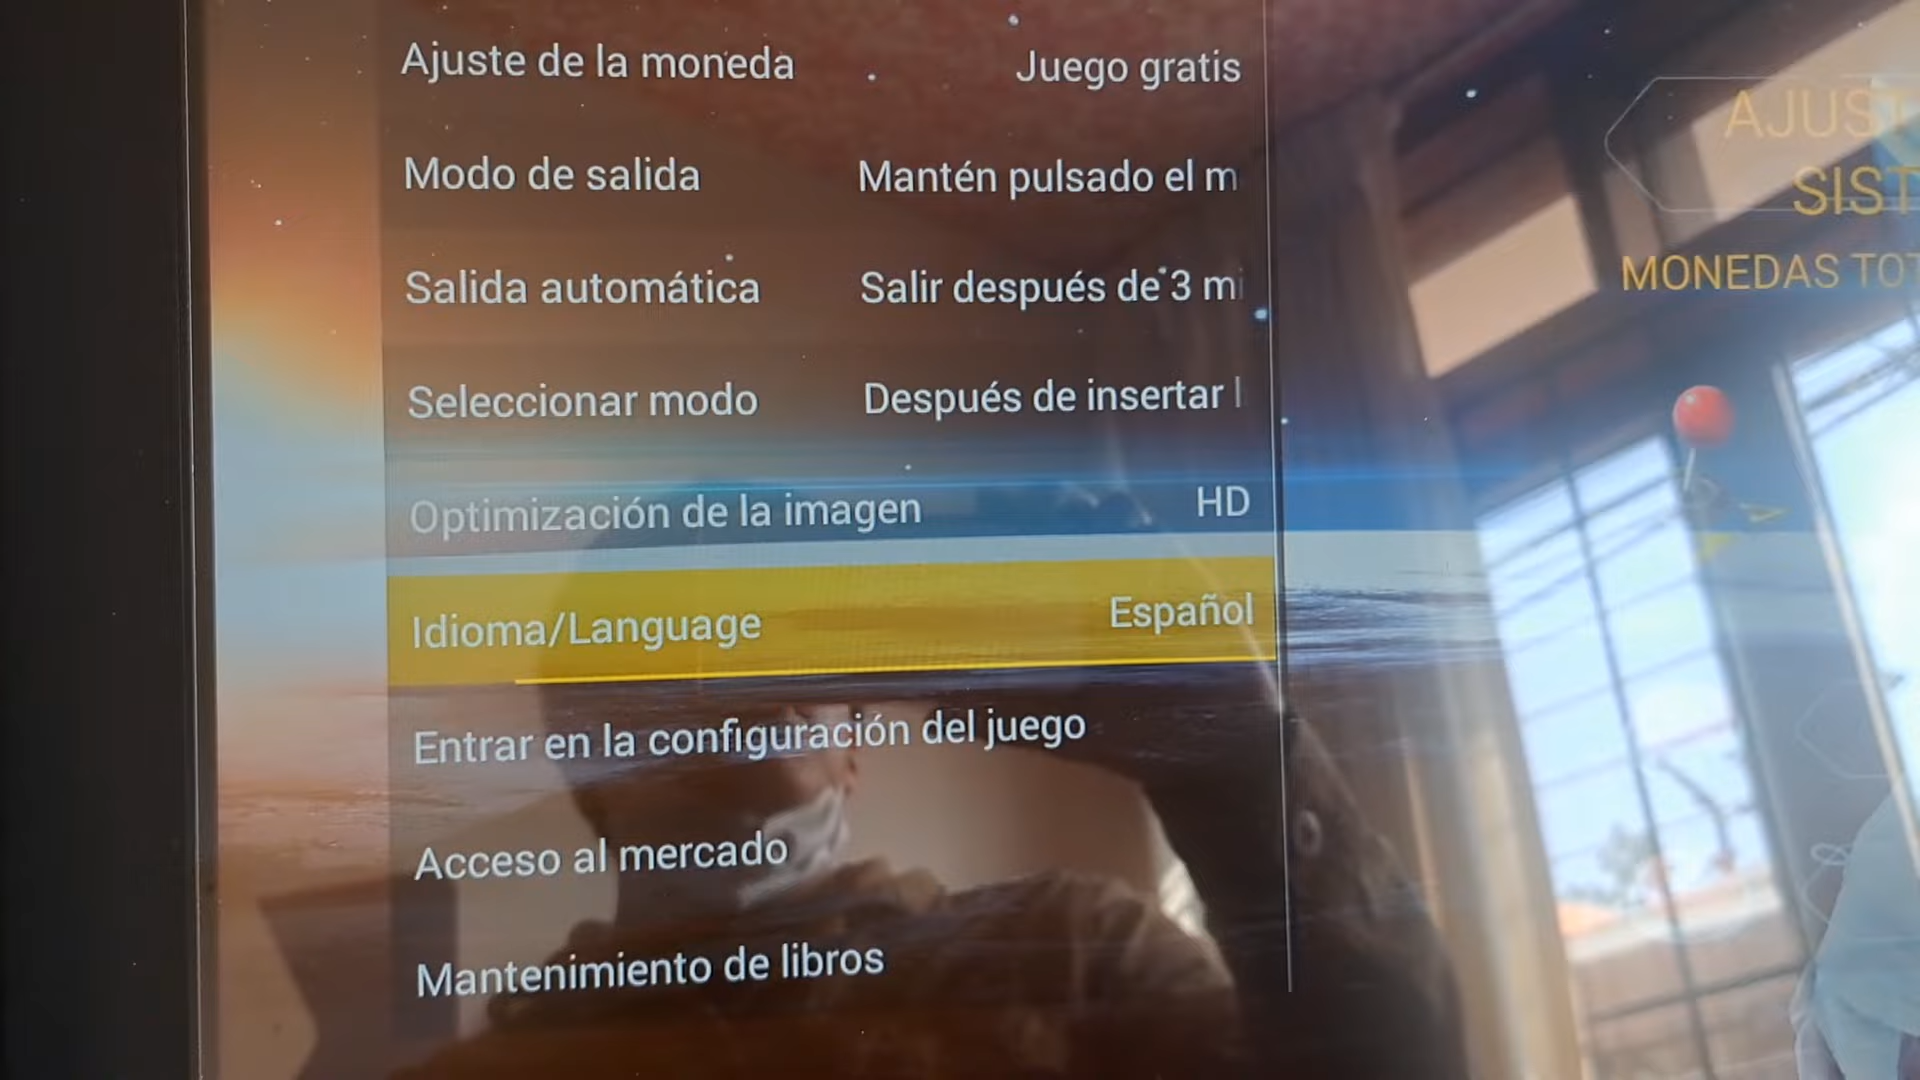 Ajuste de la moneda Juego gratis
Modo de salida Mantén pulsado el m
Salida automática Salir después de 3 mi
Seleccionar modo Después de insertar l
Optimización de la imagen HD
Idioma/Language Español
Entrar en la configuración del juego
Acceso al mercado
Mantenimiento de libros
AJUST
SIST
MONEDAS TOT